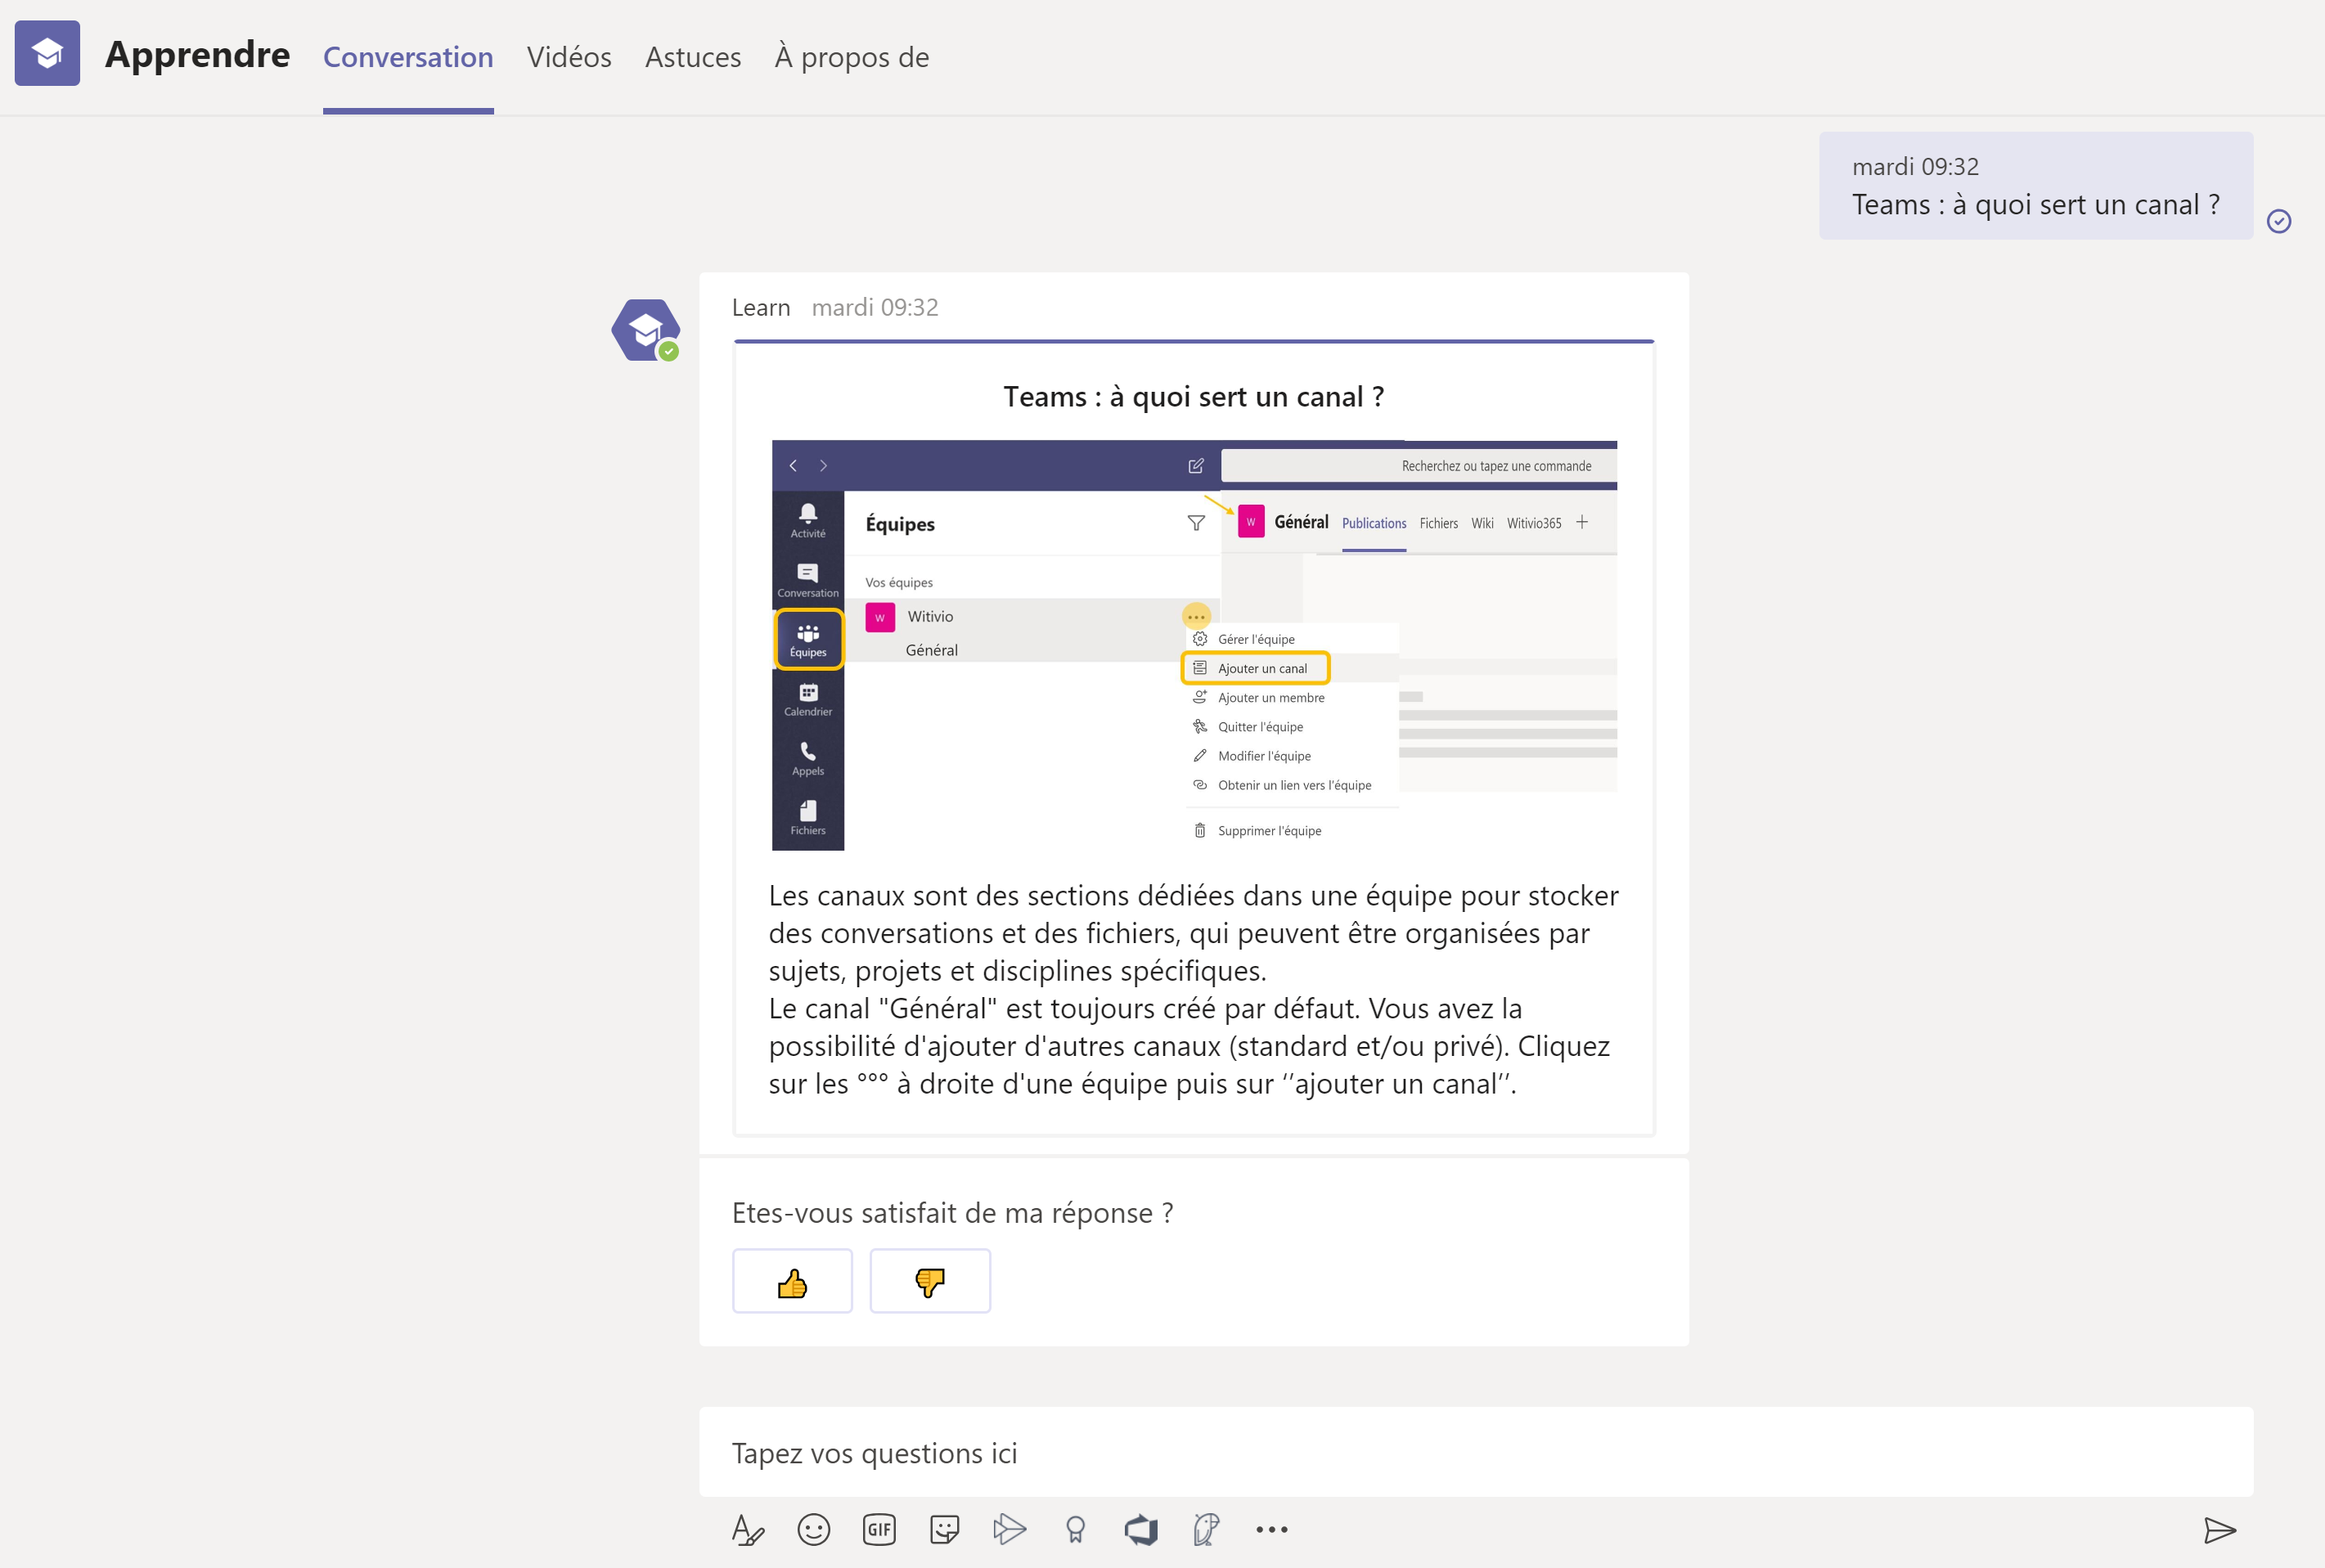 Apprendre Conversation Vidéos Astuces À propos de
mardi 09:32
Teams : à quoi sert un canal ?
Learn mardi 09:32
Teams : à quoi sert un canal ?
Recherchez ou tapez une commande
Activité
Conversation
Équipes
Calendrier
Appels
Fichiers
Équipes
Vos équipes
W Witivio
Général
W Général Publications Fichiers Wiki Witivio365
Gérer l'équipe
Ajouter un canal
Ajouter un membre
Quitter l'équipe
Modifier l'équipe
Obtenir un lien vers l'équipe
Supprimer l'équipe
Les canaux sont des sections dédiées dans une équipe pour stocker
des conversations et des fichiers, qui peuvent être organisées par
sujets, projets et disciplines spécifiques.
Le canal "Général" est toujours créé par défaut. Vous avez la
possibilité d'ajouter d'autres canaux (standard et/ou privé). Cliquez
sur les °°° à droite d'une équipe puis sur ‘’ajouter un canal’’.
Etes-vous satisfait de ma réponse ?
Tapez vos questions ici
GIF